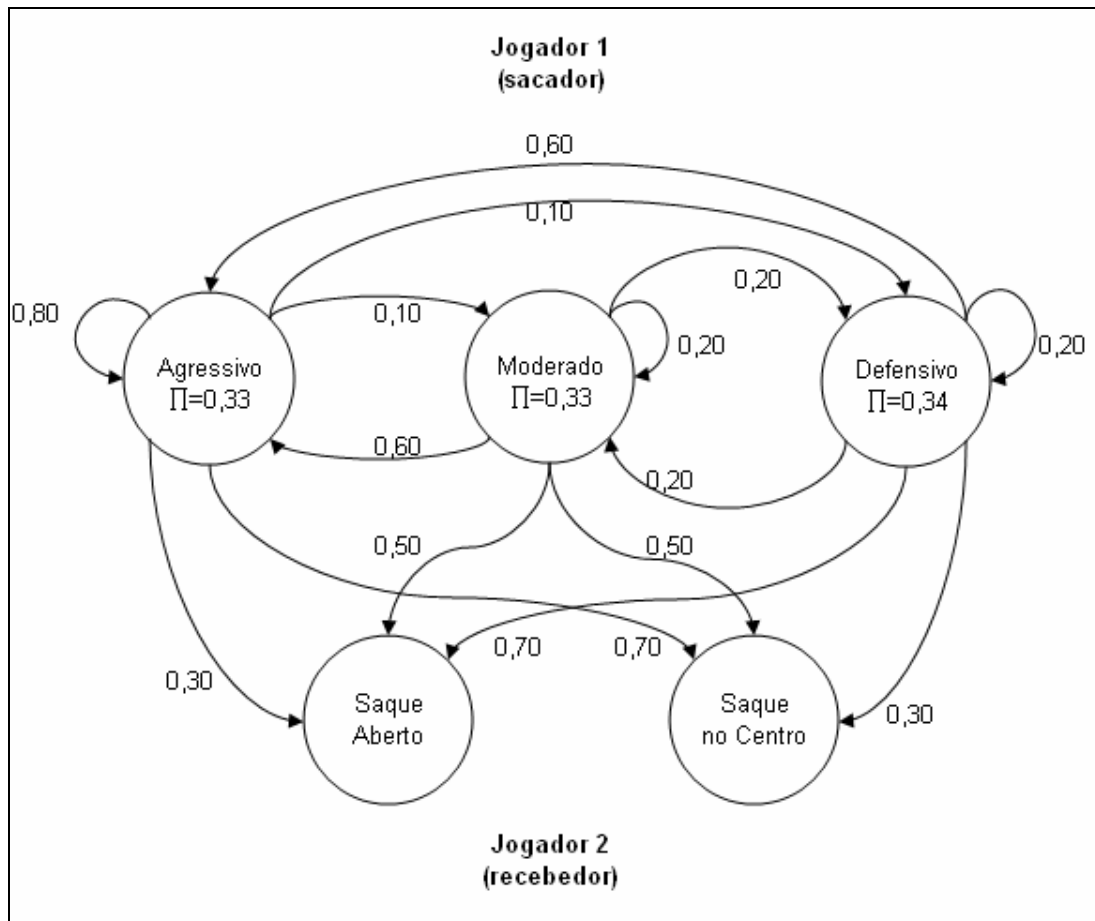 Jogador 1
(sacador)
0,60
0,10
0,20
0,80
0,10
0,20
0,20
Agressivo
∏=0,33
Moderado
∏=0,33
Defensivo
∏=0,34
0,60
0,20
0,50
0,50
0,30
0,70
0,70
0,30
Saque
Aberto
Saque
no Centro
Jogador 2
(recebedor)